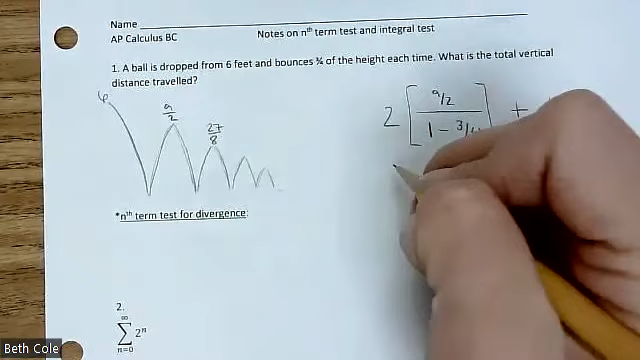 Name
AP Calculus BC
Notes on nth term test and integral test
1. A ball is dropped from 6 feet and bounces ¾ of the height each time. What is the total vertical
distance travelled?
6
9/2
27/8
2 [ (9/2) / (1 - 3/4) ] +
*nth term test for divergence:
2.
∞
∑ 2ⁿ
n=0
Beth Cole